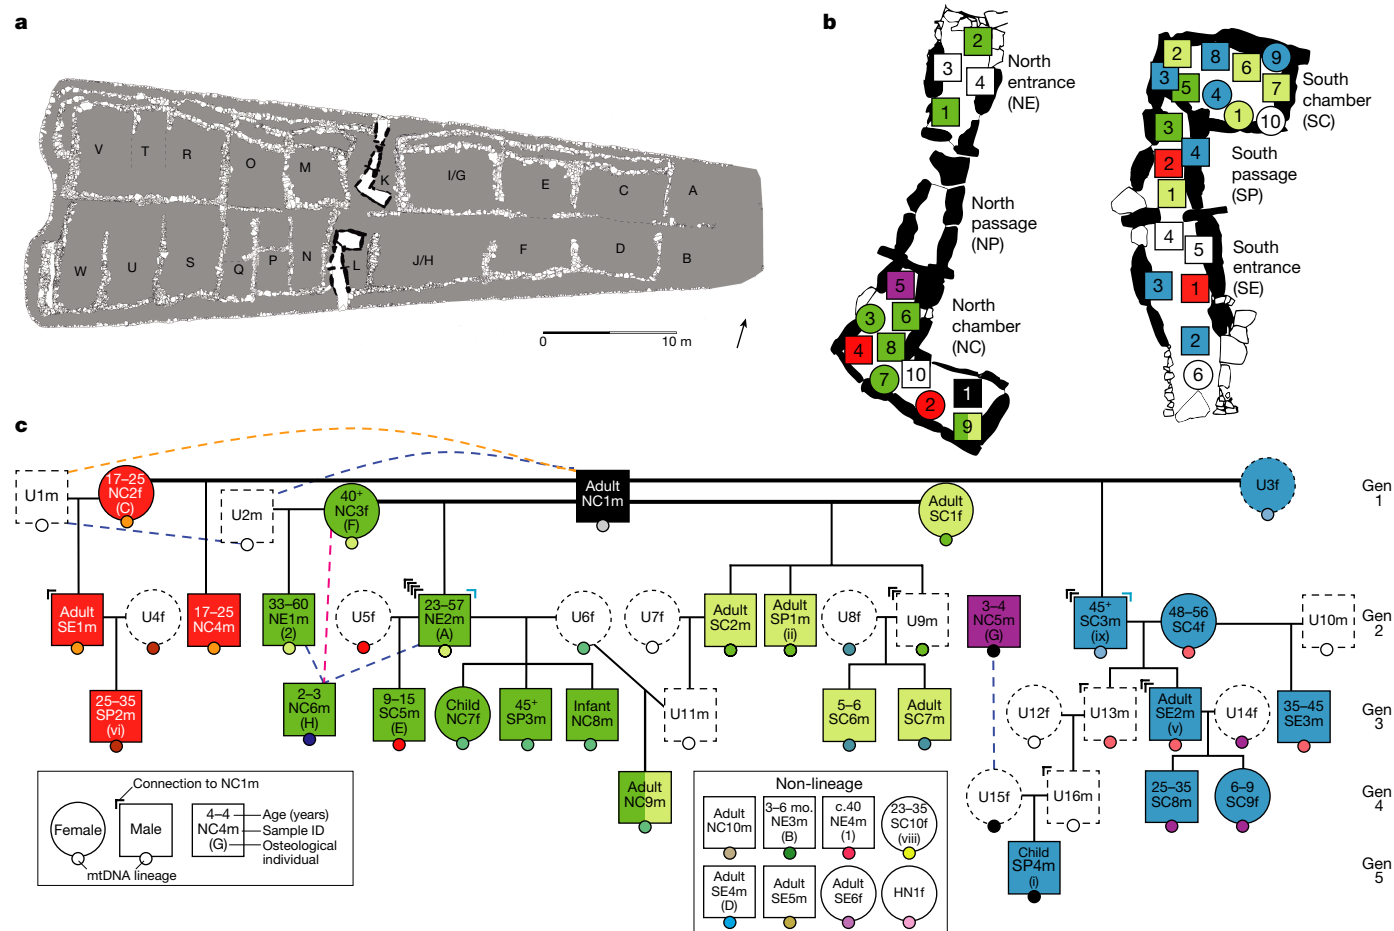 a
V
T
R
O
M
K
I/G
E
C
A
W
U
S
Q
P
N
L
J/H
F
D
B
0
10 m
b
2
3
4
1
North
entrance
(NE)
North
passage
(NP)
5
3
6
4
8
7
10
2
1
9
North
chamber
(NC)
2
8
9
3
6
5
4
7
1
10
South
chamber
(SC)
3
4
2
1
South
passage
(SP)
4
5
3
1
2
6
South
entrance
(SE)
c
U1m
17–25
NC2f
(C)
U2m
40+
NC3f
(F)
Adult
NC1m
Adult
SC1f
U3f
Gen
1
Adult
SE1m
U4f
17–25
NC4m
33–60
NE1m
(2)
U5f
23–57
NE2m
(A)
U6f
U7f
Adult
SC2m
Adult
SP1m
(ii)
U8f
U9m
3–4
NC5m
(G)
45+
SC3m
(ix)
48–56
SC4f
U10m
Gen
2
25–35
SP2m
(vi)
2–3
NC6m
(H)
9–15
SC5m
(E)
Child
NC7f
45+
SP3m
Infant
NC8m
U11m
5–6
SC6m
Adult
SC7m
U12f
U13m
Adult
SE2m
(v)
U14f
35–45
SE3m
Gen
3
Adult
NC9m
U15f
U16m
25–35
SC8m
6–9
SC9f
Gen
4
Child
SP4m
(i)
Gen
5
Connection to NC1m
Female
Male
4–4
NC4m
(G)
Age (years)
Sample ID
Osteological
individual
mtDNA lineage
Non-lineage
Adult
NC10m
3–6 mo.
NE3m
(B)
c.40
NE4m
(1)
23–35
SC10f
(viii)
Adult
SE4m
(D)
Adult
SE5m
Adult
SE6f
HN1f